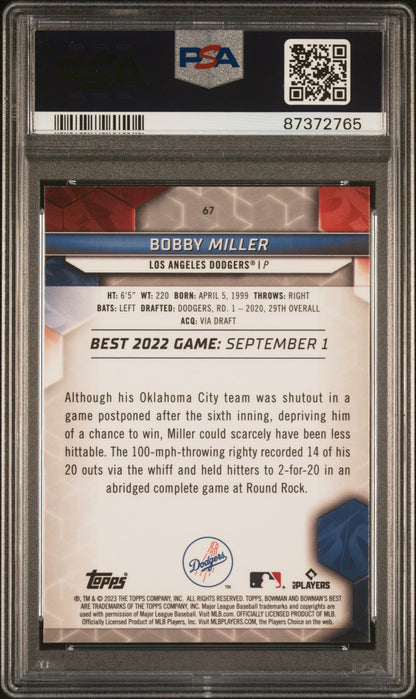 PSA
87372765
67
BOBBY MILLER
LOS ANGELES DODGERS® | P
HT: 6'5" WT: 220 BORN: APRIL 5, 1999 THROWS: RIGHT
BATS: LEFT DRAFTED: DODGERS, RD. 1 – 2020, 29TH OVERALL
ACQ: VIA DRAFT
BEST 2022 GAME: SEPTEMBER 1
Although his Oklahoma City team was shutout in a
game postponed after the sixth inning, depriving him
of a chance to win, Miller could scarcely have been less
hittable. The 100-mph-throwing righty recorded 14 of his
20 outs via the whiff and held hitters to 2-for-20 in an
abridged complete game at Round Rock.
Topps
Dodgers
TM
PLAYERS
®, TM & © 2023 THE TOPPS COMPANY, INC. ALL RIGHTS RESERVED. TOPPS, BOWMAN AND BOWMAN'S BEST
ARE TRADEMARKS OF THE TOPPS COMPANY, INC. Major League Baseball trademarks and copyrights are
used with permission of Major League Baseball. Visit MLB.com. OFFICIALLY LICENSED PRODUCT OF MLB.
Officially Licensed Product of MLB Players, Inc. Visit MLBPLAYERS.com, the Players Choice on the web.